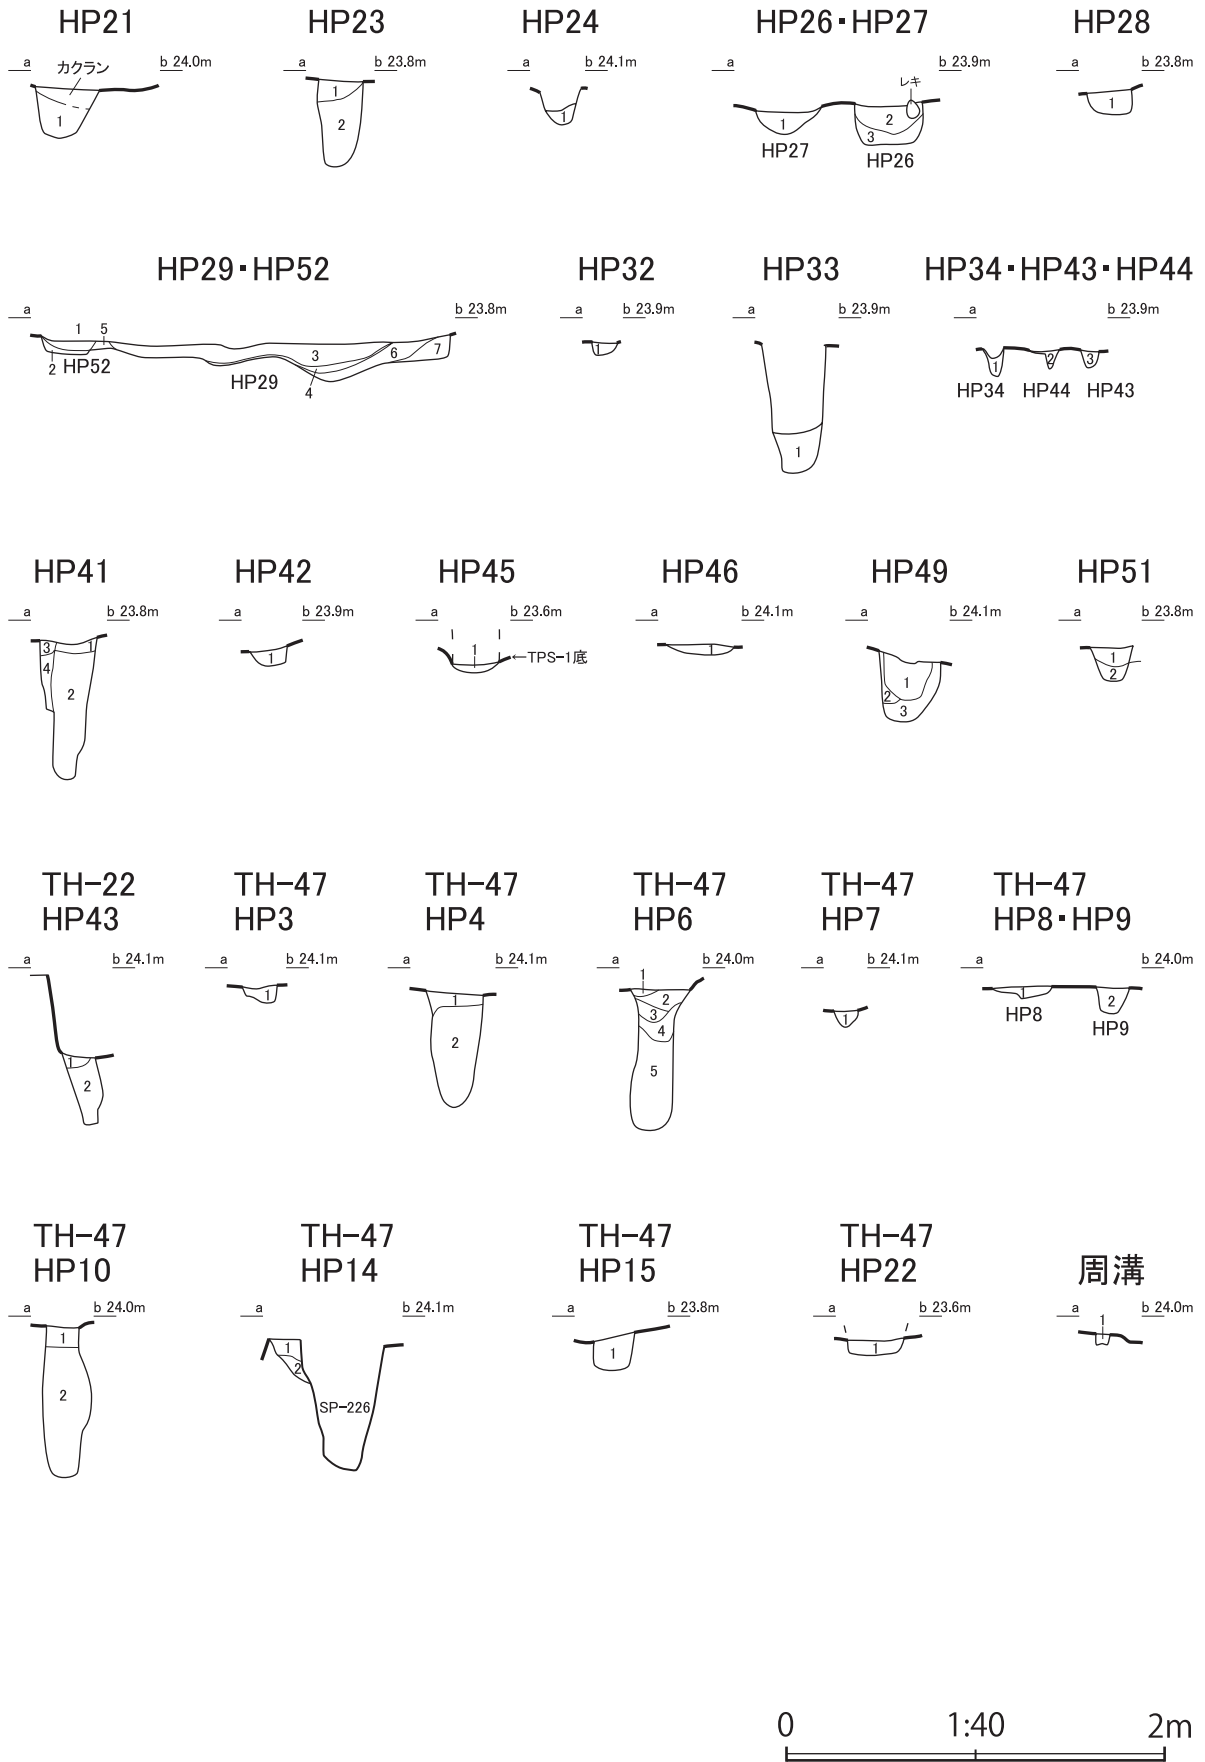 HP21
a
b 24.0m
カクラン
1
HP23
a
b 23.8m
1
2
HP24
a
b 24.1m
1
HP26・HP27
a
b 23.9m
レキ
1
2
3
HP27
HP26
HP28
a
b 23.8m
1
HP29・HP52
a
b 23.8m
1
5
3
6
7
2
HP52
HP29
4
HP32
a
b 23.9m
1
HP33
a
b 23.9m
1
HP34・HP43・HP44
a
b 23.9m
1
2
3
HP34
HP44
HP43
HP41
a
b 23.8m
3
1
4
2
HP42
a
b 23.9m
1
HP45
a
b 23.6m
1
←TPS-1底
HP46
a
b 24.1m
1
HP49
a
b 24.1m
1
2
3
HP51
a
b 23.8m
1
2
TH-22
HP43
a
b 24.1m
1
2
TH-47
HP3
a
b 24.1m
1
TH-47
HP4
a
b 24.1m
1
2
TH-47
HP6
a
b 24.0m
1
2
3
4
5
TH-47
HP7
a
b 24.1m
1
TH-47
HP8・HP9
a
b 24.0m
1
2
HP8
HP9
TH-47
HP10
a
b 24.0m
1
2
TH-47
HP14
a
b 24.1m
1
2
SP-226
TH-47
HP15
a
b 23.8m
1
TH-47
HP22
a
b 23.6m
1
周溝
a
b 24.0m
1
0
1:40
2m